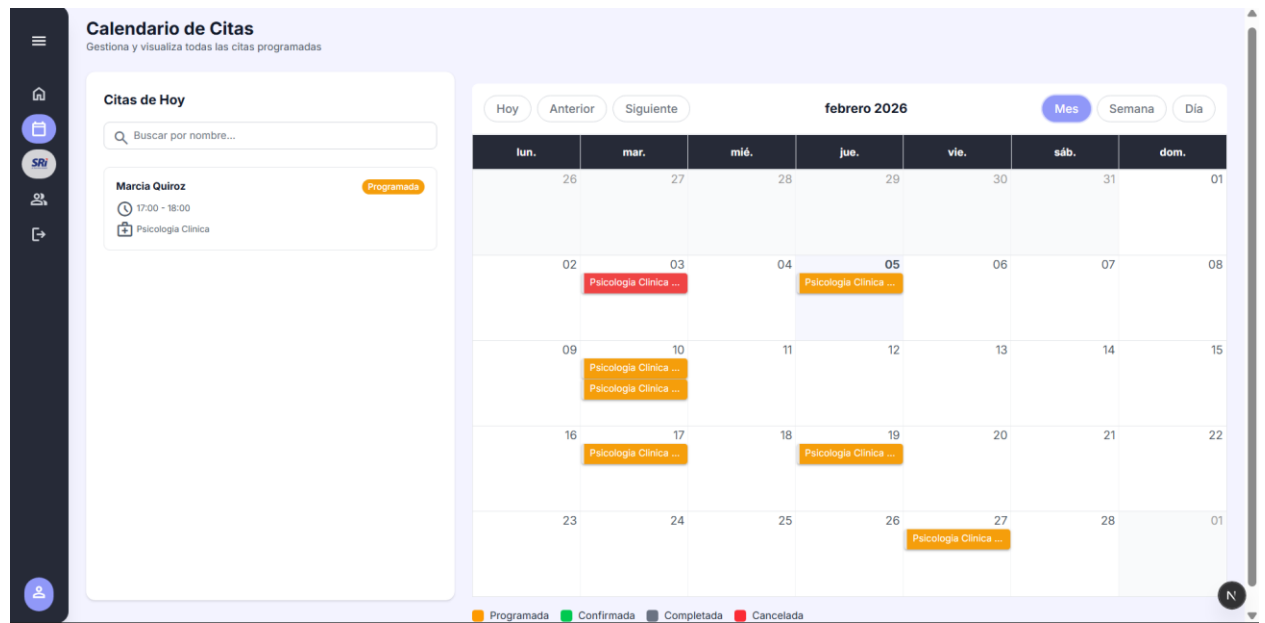 Calendario de Citas
Gestiona y visualiza todas las citas programadas
SRi
Citas de Hoy
Buscar por nombre...
Marcia Quiroz Programada
17:00 - 18:00
Psicologia Clinica
Hoy Anterior Siguiente febrero 2026 Mes Semana Día
lun. mar. mié. jue. vie. sáb. dom.
26 27 28 29 30 31 01
02 03 04 05 06 07 08
Psicologia Clinica ... Psicologia Clinica ...
09 10 11 12 13 14 15
Psicologia Clinica ...
Psicologia Clinica ...
16 17 18 19 20 21 22
Psicologia Clinica ... Psicologia Clinica ...
23 24 25 26 27 28 01
Psicologia Clinica ...
N
Programada Confirmada Completada Cancelada